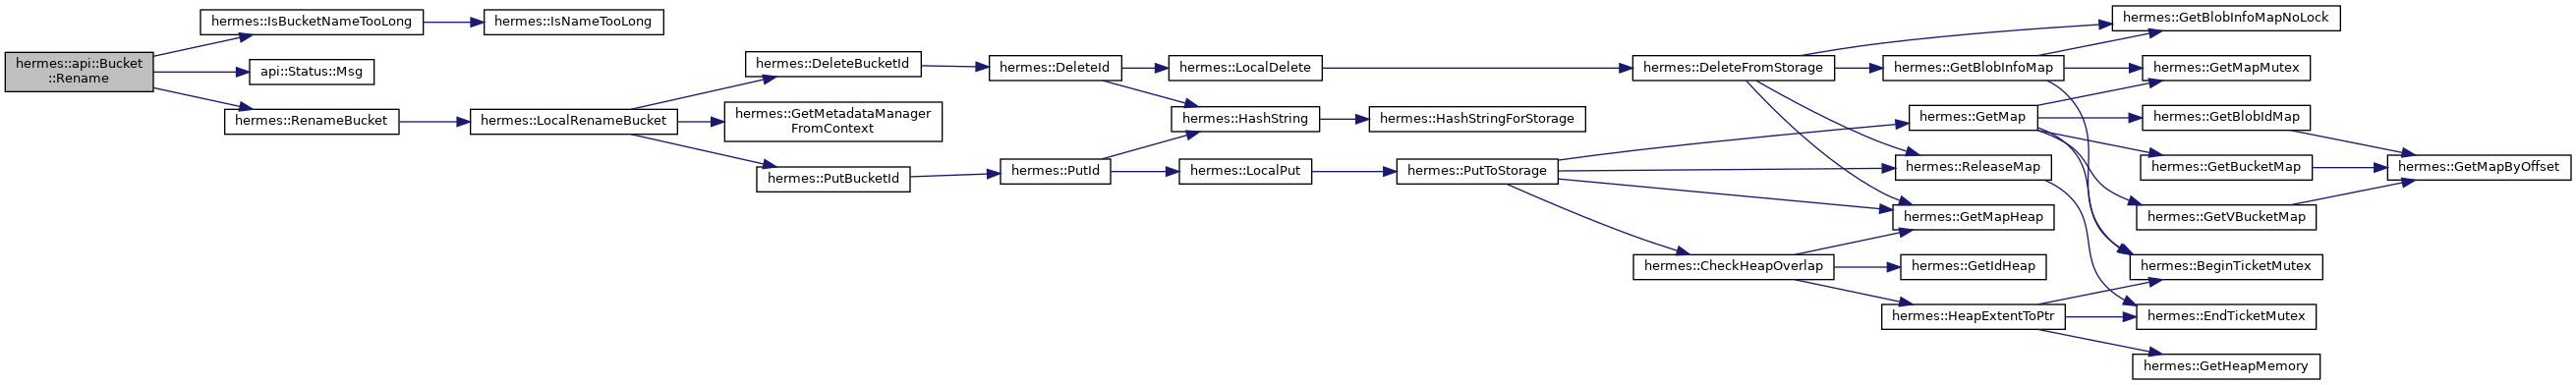 hermes::api::Bucket
::Rename
hermes::IsBucketNameTooLong
hermes::IsNameTooLong
api::Status::Msg
hermes::RenameBucket
hermes::LocalRenameBucket
hermes::DeleteBucketId
hermes::GetMetadataManager
FromContext
hermes::PutBucketId
hermes::DeleteId
hermes::PutId
hermes::LocalDelete
hermes::HashString
hermes::LocalPut
hermes::HashStringForStorage
hermes::PutToStorage
hermes::DeleteFromStorage
hermes::CheckHeapOverlap
hermes::GetBlobInfoMap
hermes::GetMap
hermes::ReleaseMap
hermes::GetMapHeap
hermes::GetIdHeap
hermes::HeapExtentToPtr
hermes::GetBlobInfoMapNoLock
hermes::GetMapMutex
hermes::GetBlobIdMap
hermes::GetBucketMap
hermes::GetVBucketMap
hermes::BeginTicketMutex
hermes::EndTicketMutex
hermes::GetHeapMemory
hermes::GetMapByOffset